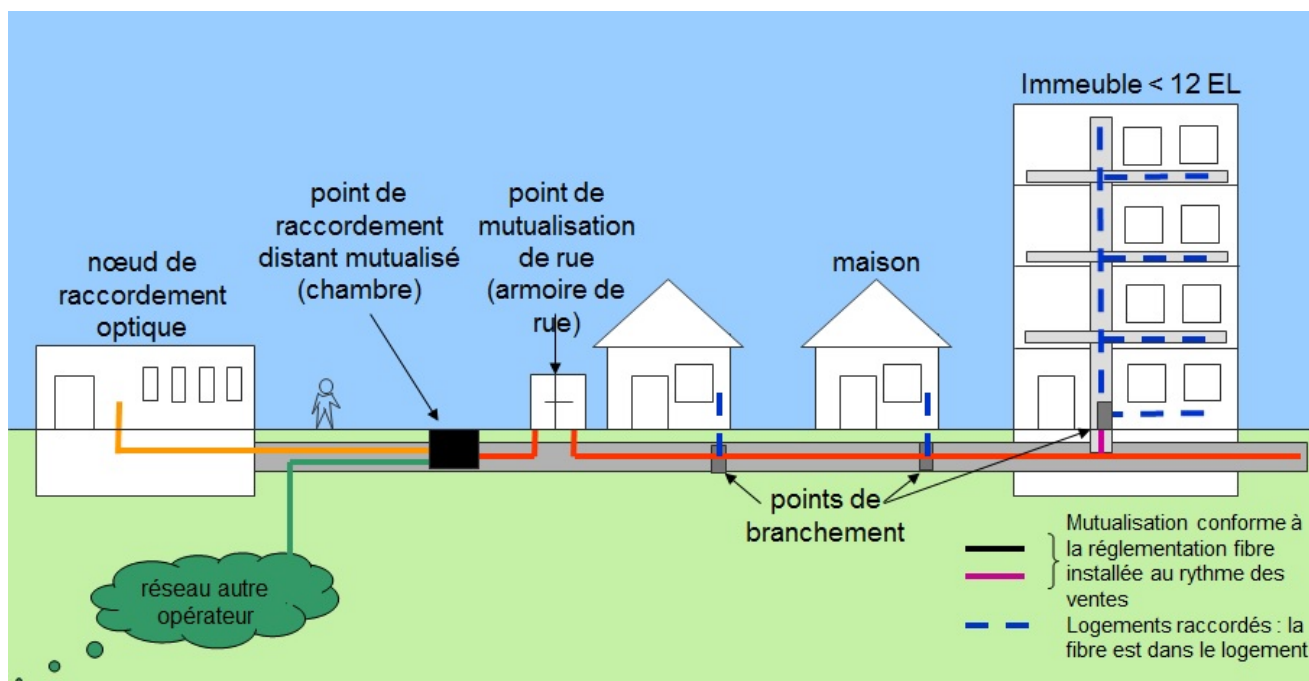 Immeuble < 12 EL
point de
raccordement
distant mutualisé
(chambre)
point de
mutualisation
de rue
(armoire de
rue)
nœud de
raccordement
optique
maison
points de
branchement
réseau autre
opérateur
Mutualisation conforme à
la réglementation fibre
installée au rythme des
ventes
Logements raccordés : la
fibre est dans le logement